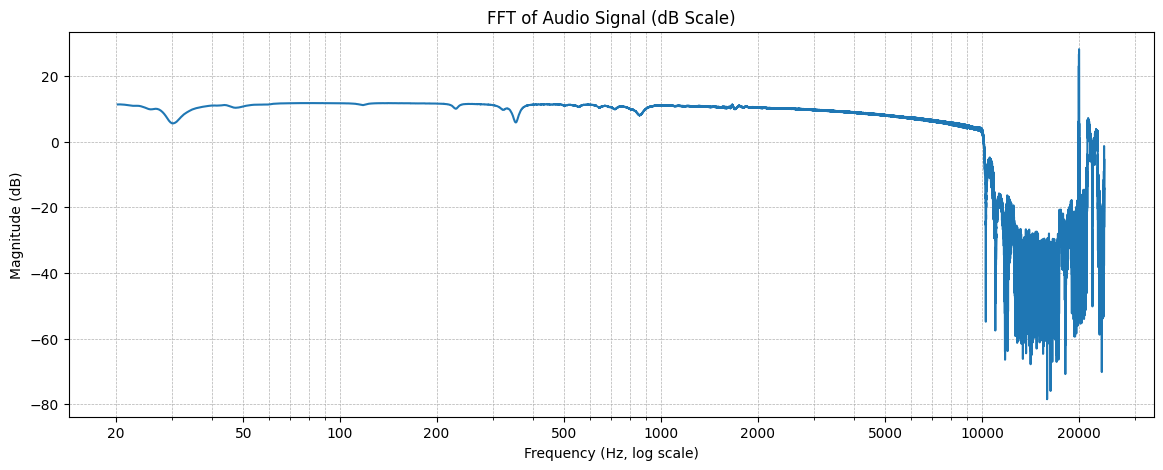 FFT of Audio Signal (dB Scale)
Magnitude (dB)
20
0
−20
−40
−60
−80
20 50 100 200 500 1000 2000 5000 10000 20000
Frequency (Hz, log scale)